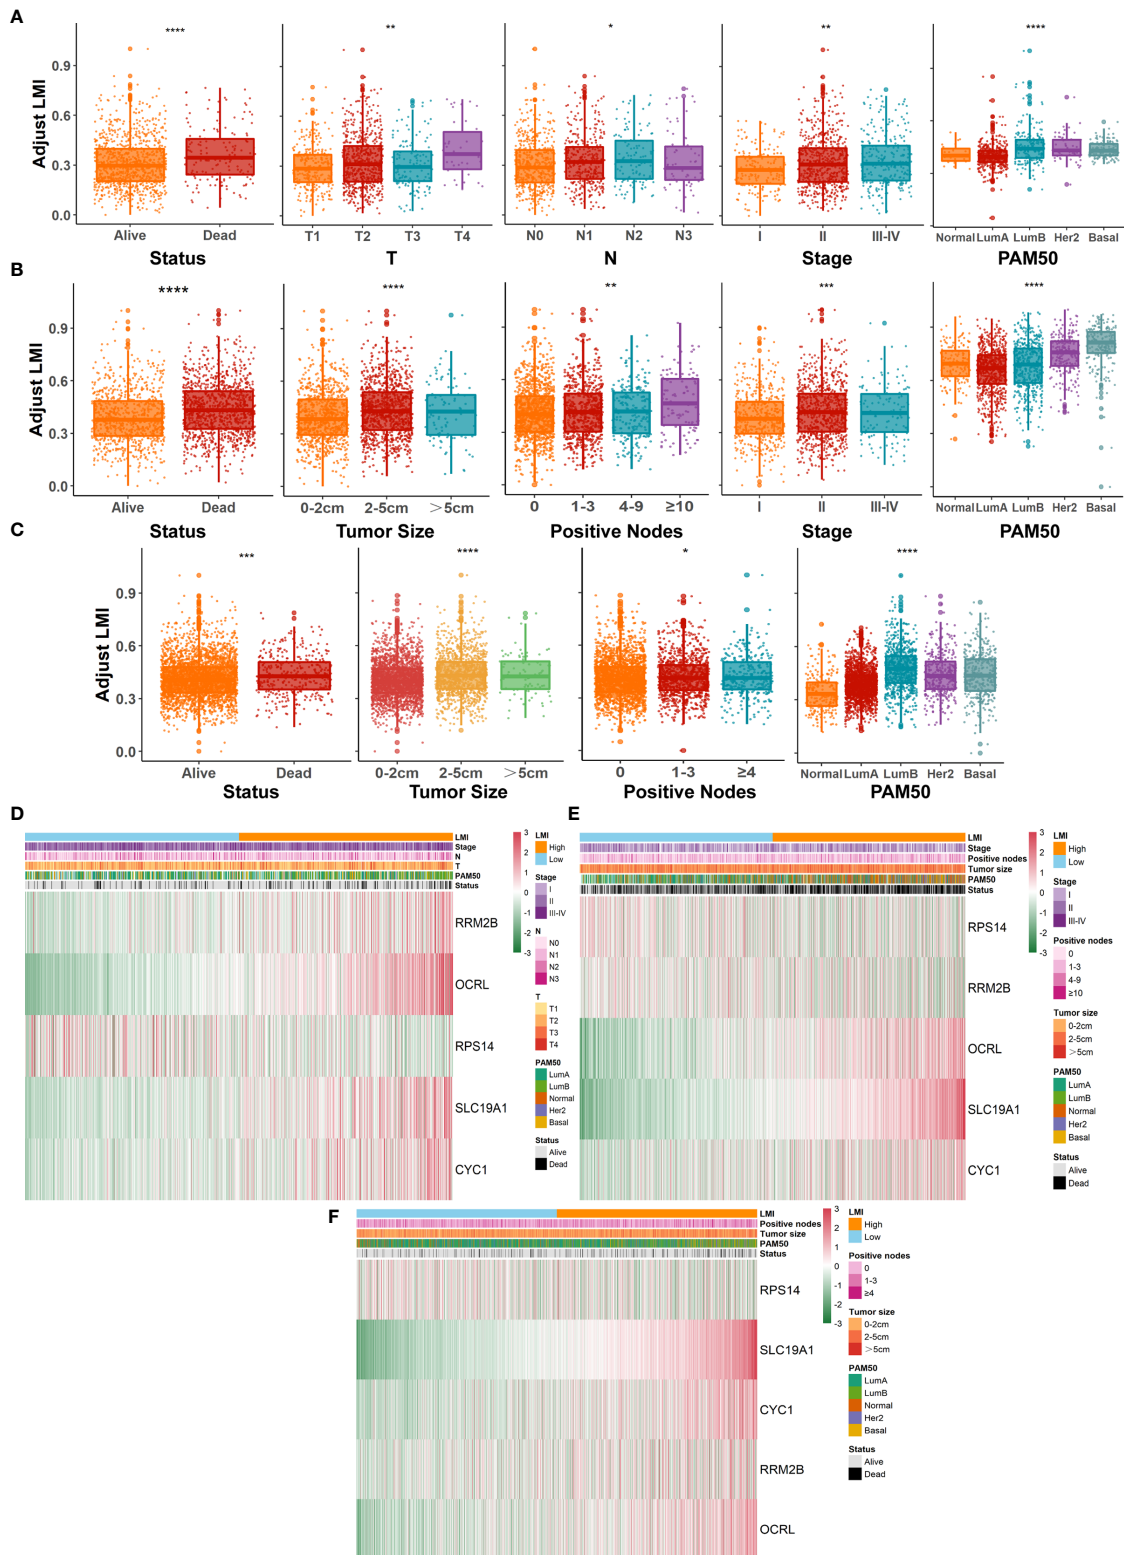 A
Adjust LMI
0.9
0.6
0.3
0.0
****
Alive Dead
Status
**
T1 T2 T3 T4
T
*
N0 N1 N2 N3
N
**
I II III-IV
Stage
****
Normal LumA LumB Her2 Basal
PAM50
B
Adjust LMI
0.9
0.6
0.3
0.0
****
Alive Dead
Status
****
0-2cm 2-5cm >5cm
Tumor Size
**
0 1-3 4-9 ≥10
Positive Nodes
***
I II III-IV
Stage
****
Normal LumA LumB Her2 Basal
PAM50
C
Adjust LMI
0.9
0.6
0.3
0.0
***
Alive Dead
Status
****
0-2cm 2-5cm >5cm
Tumor Size
*
0 1-3 ≥4
Positive Nodes
****
Normal LumA LumB Her2 Basal
PAM50
D
LMI
Stage
N
T
PAM50
Status
RRM2B
OCRL
RPS14
SLC19A1
CYC1
3
2
1
0
-1
-2
-3
LMI
High
Low
Stage
I
II
III-IV
N
N0
N1
N2
N3
T
T1
T2
T3
T4
PAM50
LumA
LumB
Normal
Her2
Basal
Status
Alive
Dead
E
LMI
Stage
Positive nodes
Tumor size
PAM50
Status
RPS14
RRM2B
OCRL
SLC19A1
CYC1
3
2
1
0
-1
-2
-3
LMI
High
Low
Stage
I
II
III-IV
Positive nodes
0
1-3
4-9
≥10
Tumor size
0-2cm
2-5cm
>5cm
PAM50
LumA
LumB
Normal
Her2
Basal
Status
Alive
Dead
F
LMI
Positive nodes
Tumor size
PAM50
Status
RPS14
SLC19A1
CYC1
RRM2B
OCRL
3
2
1
0
-1
-2
-3
LMI
High
Low
Positive nodes
0
1-3
≥4
Tumor size
0-2cm
2-5cm
>5cm
PAM50
LumA
LumB
Normal
Her2
Basal
Status
Alive
Dead